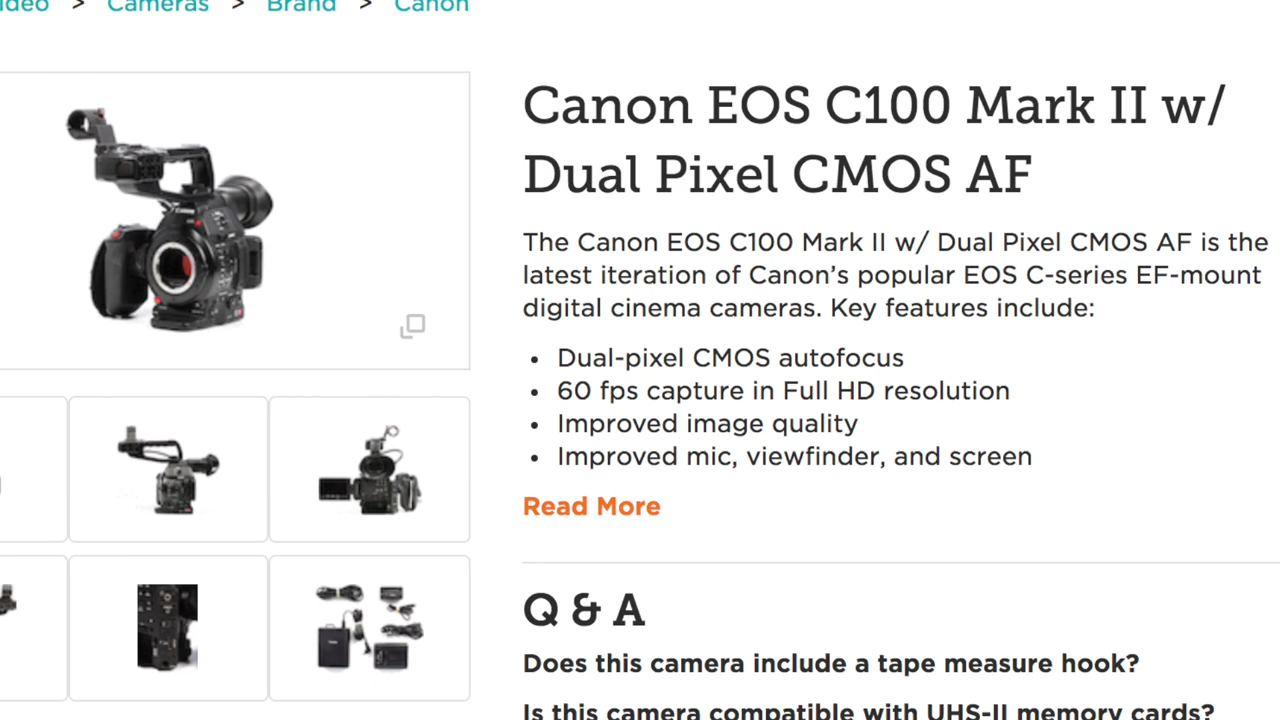 Video > Cameras > Brand > Canon
Canon EOS C100 Mark II w/
Dual Pixel CMOS AF
The Canon EOS C100 Mark II w/ Dual Pixel CMOS AF is the
latest iteration of Canon’s popular EOS C-series EF-mount
digital cinema cameras. Key features include:
• Dual-pixel CMOS autofocus
• 60 fps capture in Full HD resolution
• Improved image quality
• Improved mic, viewfinder, and screen
Read More
Q & A
Does this camera include a tape measure hook?
Is this camera compatible with UHS-II memory cards?